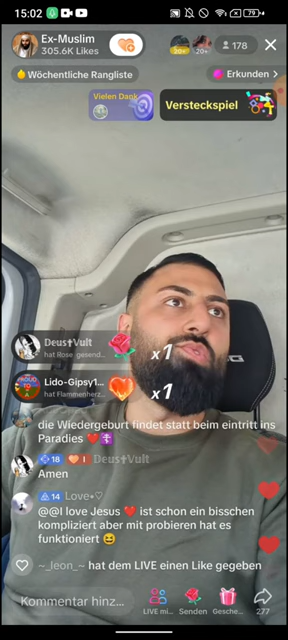 15:02
79
Ex-Muslim
305.6K Likes
20+
20+
178
Wöchentliche Rangliste
Erkunden >
Vielen Dank
Versteckspiel
Deus✝Vult
hat Rose gesend...
x1
Lido-Gipsy1...
hat Flammenherz...
x1
die Wiedergeburt findet statt beim eintritt ins
Paradies ❤️☦️
18 I Deus✝Vult
Amen
14 Love•♡
@@I love Jesus ❤️ ist schon ein bisschen
kompliziert aber mit probieren hat es
funktioniert 😆
~_leon_~ hat dem LIVE einen Like gegeben
Kommentar hinz...
LIVE mi...
Senden
Gesche...
277